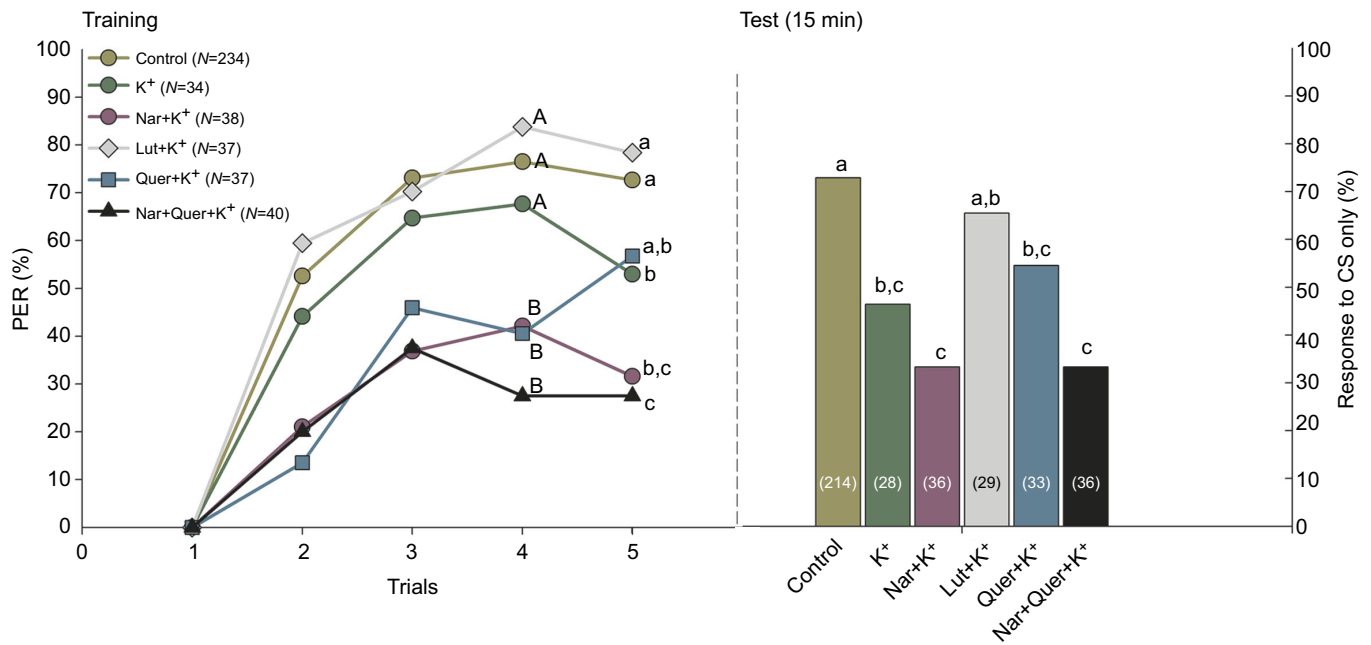 Training
100
90
80
70
60
50
40
30
20
10
0
PER (%)
Control (N=234)
K⁺ (N=34)
Nar+K⁺ (N=38)
Lut+K⁺ (N=37)
Quer+K⁺ (N=37)
Nar+Quer+K⁺ (N=40)
A
a
A
a
A
a,b
b
B
B
b,c
B
c
0 1 2 3 4 5
Trials
Test (15 min)
a
b,c
c
a,b
b,c
c
(214) (28) (36) (29) (33) (36)
Control K⁺ Nar+K⁺ Lut+K⁺ Quer+K⁺ Nar+Quer+K⁺
100
90
80
70
60
50
40
30
20
10
0
Response to CS only (%)